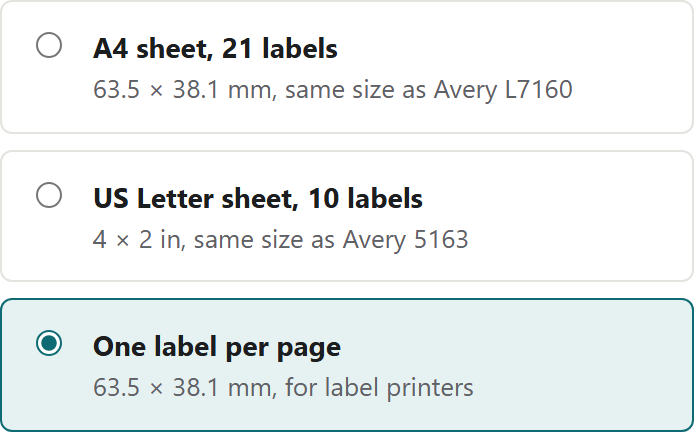 A4 sheet, 21 labels
63.5 × 38.1 mm, same size as Avery L7160
US Letter sheet, 10 labels
4 × 2 in, same size as Avery 5163
One label per page
63.5 × 38.1 mm, for label printers